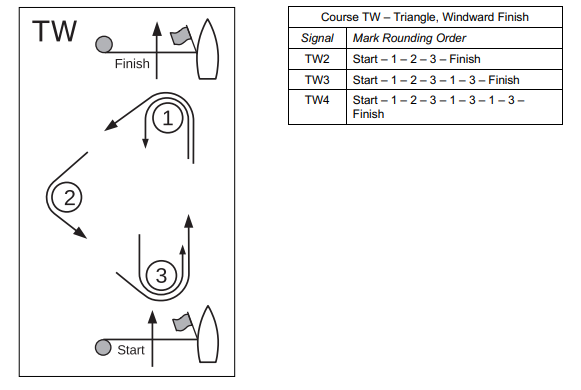 TW
Finish
1
2
3
Start
Course TW – Triangle, Windward Finish
Signal Mark Rounding Order
TW2 Start – 1 – 2 – 3 – Finish
TW3 Start – 1 – 2 – 3 – 1 – 3 – Finish
TW4 Start – 1 – 2 – 3 – 1 – 3 – 1 – 3 –
Finish